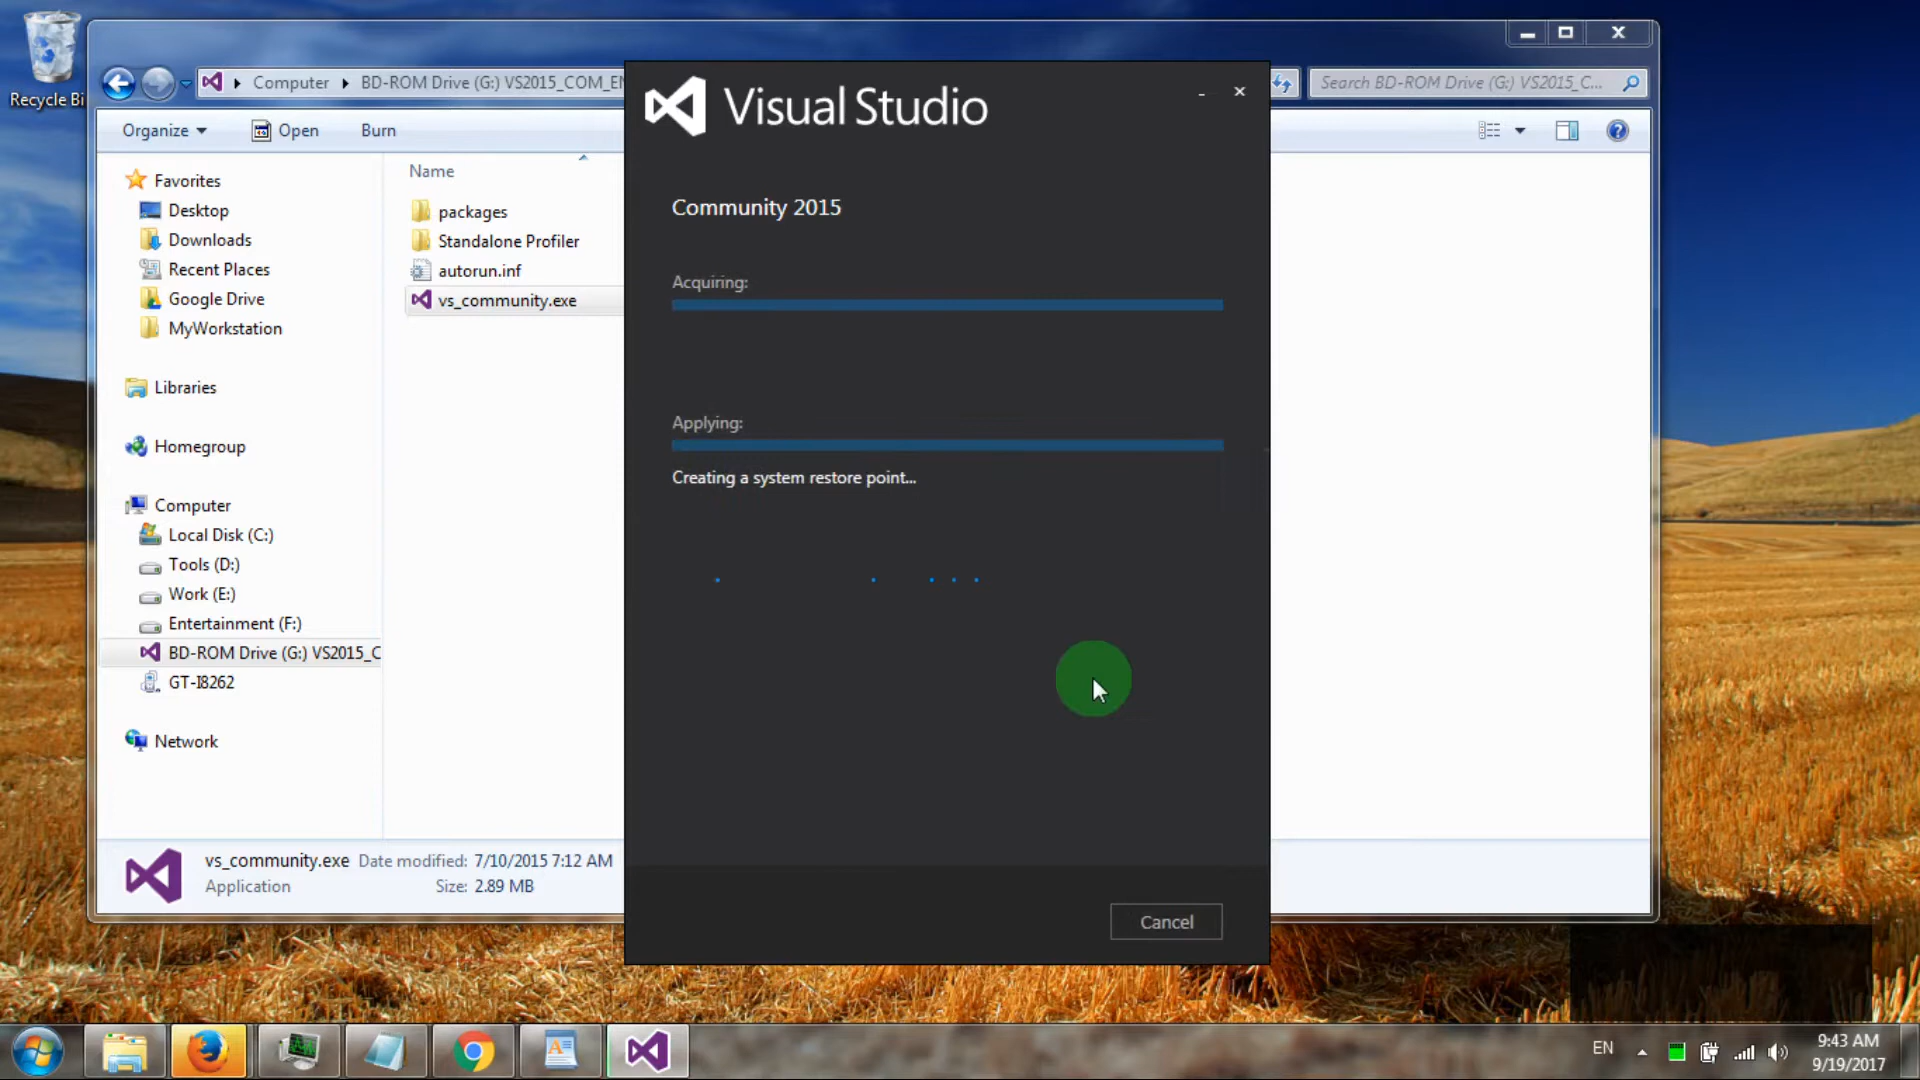 Recycle Bi
Computer
BD-ROM Drive (G:) VS2015_COM_EN
Search BD-ROM Drive (G:) VS2015_C...
Organize
Open
Burn
Favorites
Desktop
Downloads
Recent Places
Google Drive
MyWorkstation
Libraries
Homegroup
Computer
Local Disk (C:)
Tools (D:)
Work (E:)
Entertainment (F:)
BD-ROM Drive (G:) VS2015_C
GT-I8262
Network
Name
packages
Standalone Profiler
autorun.inf
vs_community.exe
vs_community.exe Date modified: 7/10/2015 7:12 AM
Application Size: 2.89 MB
Visual Studio
Community 2015
Acquiring:
Applying:
Creating a system restore point...
Cancel
EN
9:43 AM
9/19/2017